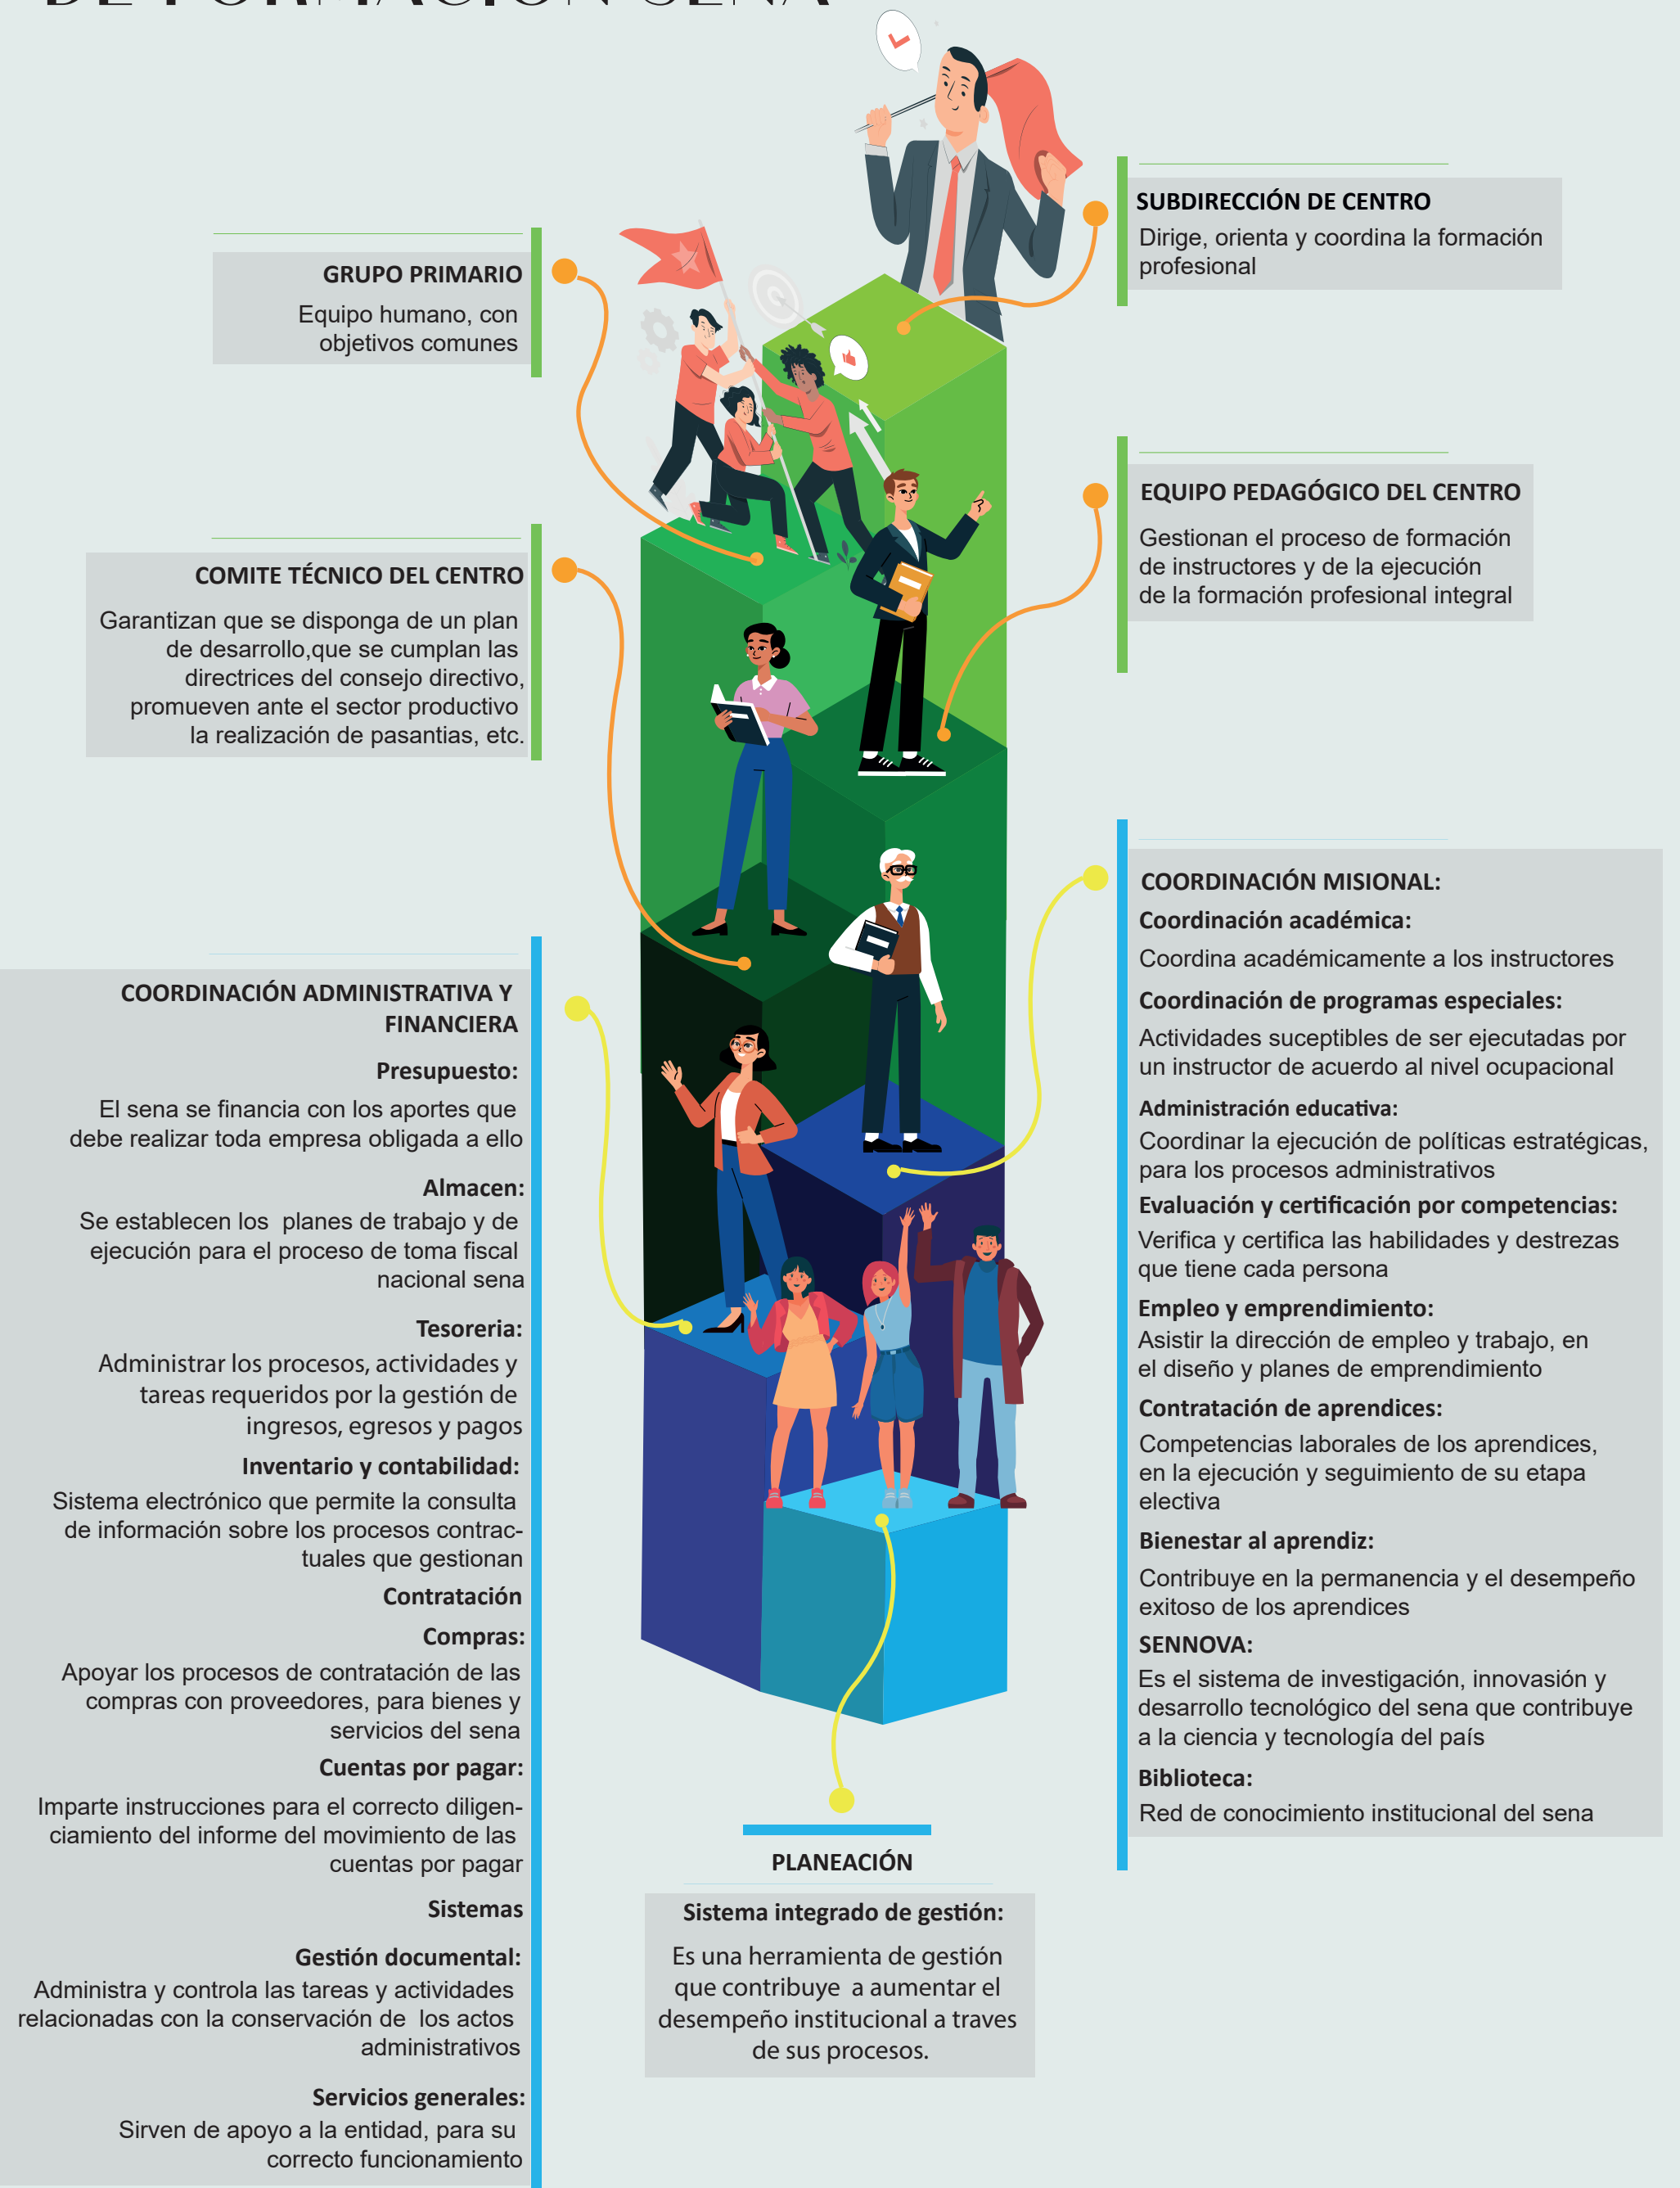 DE FORMACIÓN SENA
SUBDIRECCIÓN DE CENTRO
Dirige, orienta y coordina la formación
profesional
GRUPO PRIMARIO
Equipo humano, con
objetivos comunes
EQUIPO PEDAGÓGICO DEL CENTRO
Gestionan el proceso de formación
de instructores y de la ejecución
de la formación profesional integral
COMITE TÉCNICO DEL CENTRO
Garantizan que se disponga de un plan
de desarrollo,que se cumplan las
directrices del consejo directivo,
promueven ante el sector productivo
la realización de pasantias, etc.
COORDINACIÓN MISIONAL:
Coordinación académica:
Coordina académicamente a los instructores
Coordinación de programas especiales:
Actividades suceptibles de ser ejecutadas por
un instructor de acuerdo al nivel ocupacional
Administración educativa:
Coordinar la ejecución de políticas estratégicas,
para los procesos administrativos
Evaluación y certificación por competencias:
Verifica y certifica las habilidades y destrezas
que tiene cada persona
Empleo y emprendimiento:
Asistir la dirección de empleo y trabajo, en
el diseño y planes de emprendimiento
Contratación de aprendices:
Competencias laborales de los aprendices,
en la ejecución y seguimiento de su etapa
electiva
Bienestar al aprendiz:
Contribuye en la permanencia y el desempeño
exitoso de los aprendices
SENNOVA:
Es el sistema de investigación, innovasión y
desarrollo tecnológico del sena que contribuye
a la ciencia y tecnología del país
Biblioteca:
Red de conocimiento institucional del sena
COORDINACIÓN ADMINISTRATIVA Y
FINANCIERA
Presupuesto:
El sena se financia con los aportes que
debe realizar toda empresa obligada a ello
Almacen:
Se establecen los planes de trabajo y de
ejecución para el proceso de toma fiscal
nacional sena
Tesoreria:
Administrar los procesos, actividades y
tareas requeridos por la gestión de
ingresos, egresos y pagos
Inventario y contabilidad:
Sistema electrónico que permite la consulta
de información sobre los procesos contrac-
tuales que gestionan
Contratación
Compras:
Apoyar los procesos de contratación de las
compras con proveedores, para bienes y
servicios del sena
Cuentas por pagar:
Imparte instrucciones para el correcto diligen-
ciamiento del informe del movimiento de las
cuentas por pagar
Sistemas
Gestión documental:
Administra y controla las tareas y actividades
relacionadas con la conservación de los actos
administrativos
Servicios generales:
Sirven de apoyo a la entidad, para su
correcto funcionamiento
PLANEACIÓN
Sistema integrado de gestión:
Es una herramienta de gestión
que contribuye a aumentar el
desempeño institucional a traves
de sus procesos.